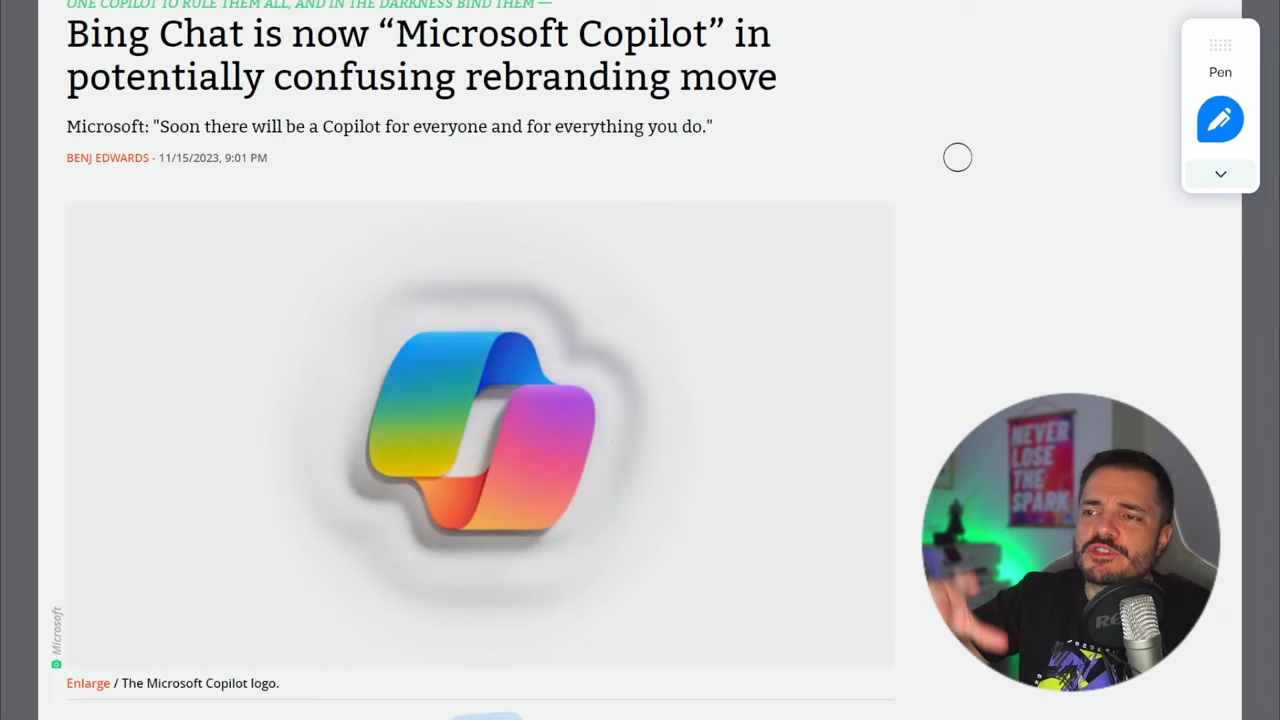 ONE COPILOT TO RULE THEM ALL, AND IN THE DARKNESS BIND THEM —
Bing Chat is now “Microsoft Copilot” in
potentially confusing rebranding move
Microsoft: "Soon there will be a Copilot for everyone and for everything you do."
BENJ EDWARDS - 11/15/2023, 9:01 PM
Pen
Microsoft
Enlarge / The Microsoft Copilot logo.
NEVER
LOSE
THE
SPARK